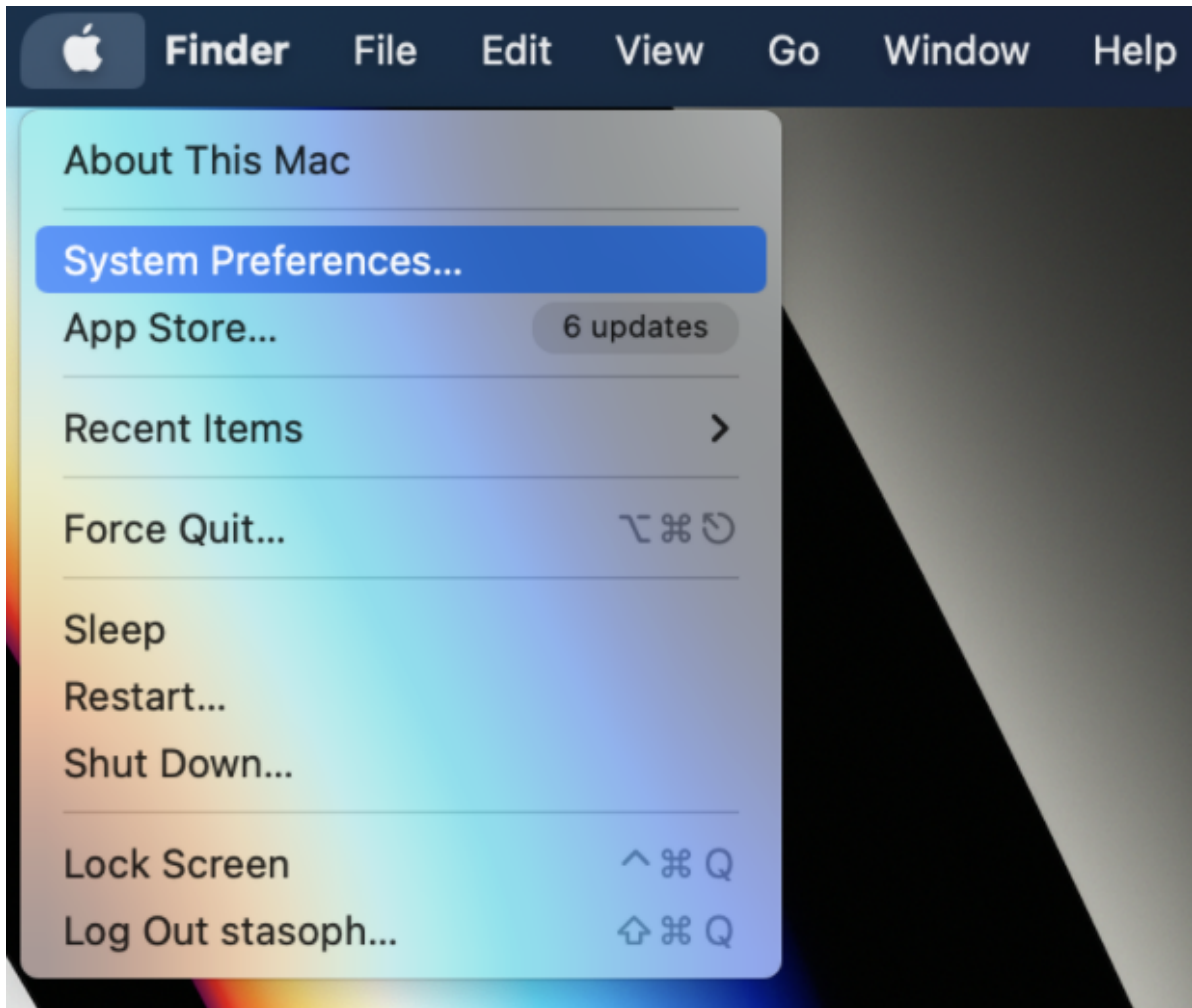 Finder File Edit View Go Window Help
About This Mac
System Preferences...
App Store... 6 updates
Recent Items
Force Quit... ⌥⌘⎋
Sleep
Restart...
Shut Down...
Lock Screen ^⌘Q
Log Out stasoph... ⇧⌘Q